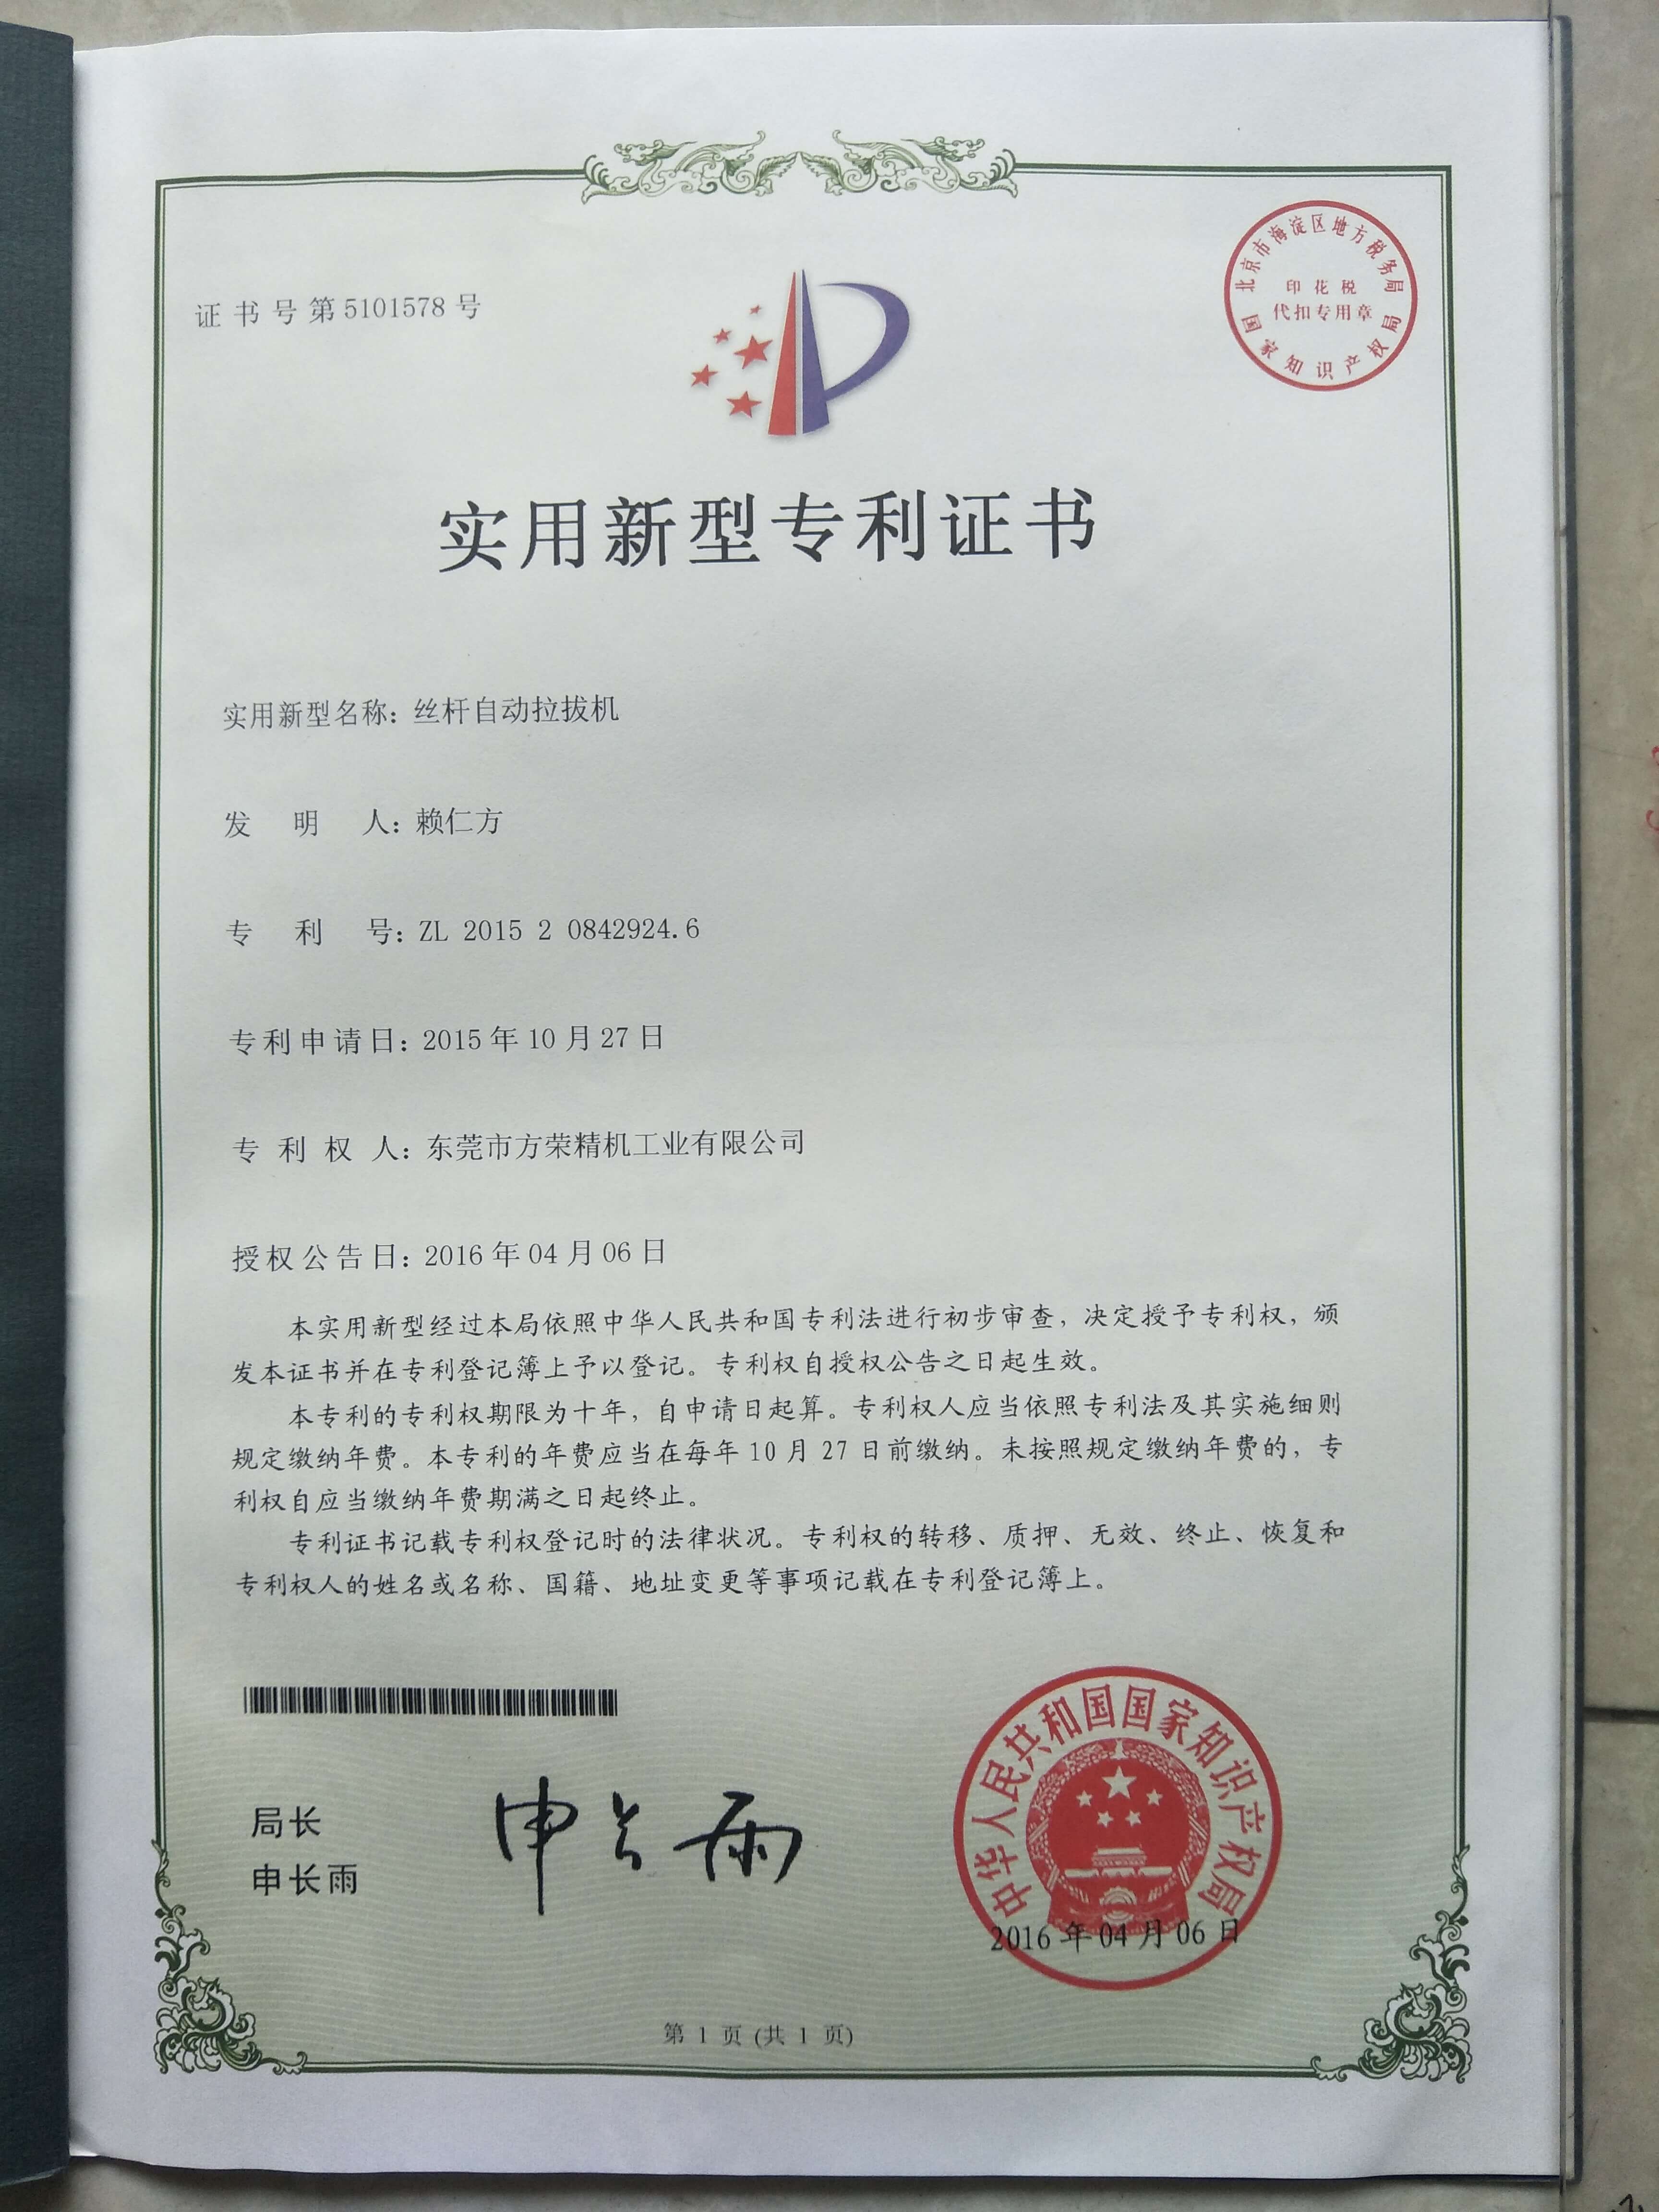 证书号第5101578号
北京市海淀区地方税务局
印花税
代扣专用章
国家知识产权局
实用新型专利证书
实用新型名称：丝杆自动拉拔机
发明人：赖仁方
专利号：ZL 2015 2 0842924.6
专利申请日：2015年10月27日
专利权人：东莞市方荣精机工业有限公司
授权公告日：2016年04月06日
本实用新型经过本局依照中华人民共和国专利法进行初步审查，决定授予专利权，颁
发本证书并在专利登记簿上予以登记。专利权自授权公告之日起生效。
本专利的专利权期限为十年，自申请日起算。专利权人应当依照专利法及其实施细则
规定缴纳年费。本专利的年费应当在每年10月27日前缴纳。未按照规定缴纳年费的，专
利权自应当缴纳年费期满之日起终止。
专利证书记载专利权登记时的法律状况。专利权的转移、质押、无效、终止、恢复和
专利权人的姓名或名称、国籍、地址变更等事项记载在专利登记簿上。
局长
申长雨
申长雨
中华人民共和国国家知识产权局
2016年04月06日
第1页(共1页)